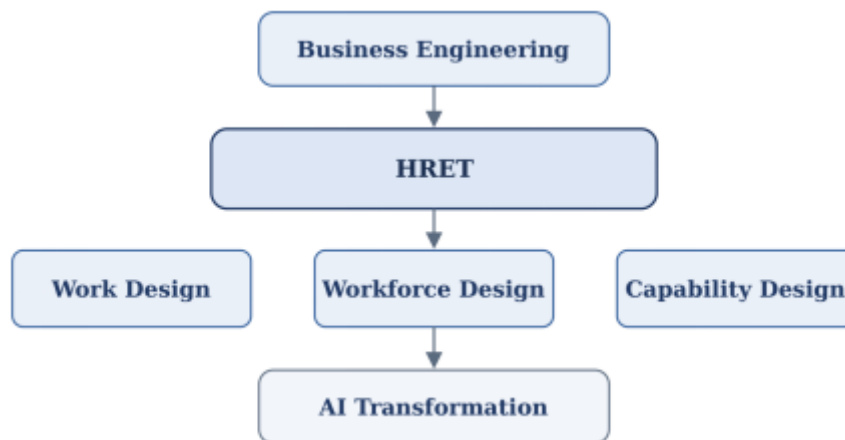 Business Engineering
HRET
Work Design
Workforce Design
Capability Design
AI Transformation